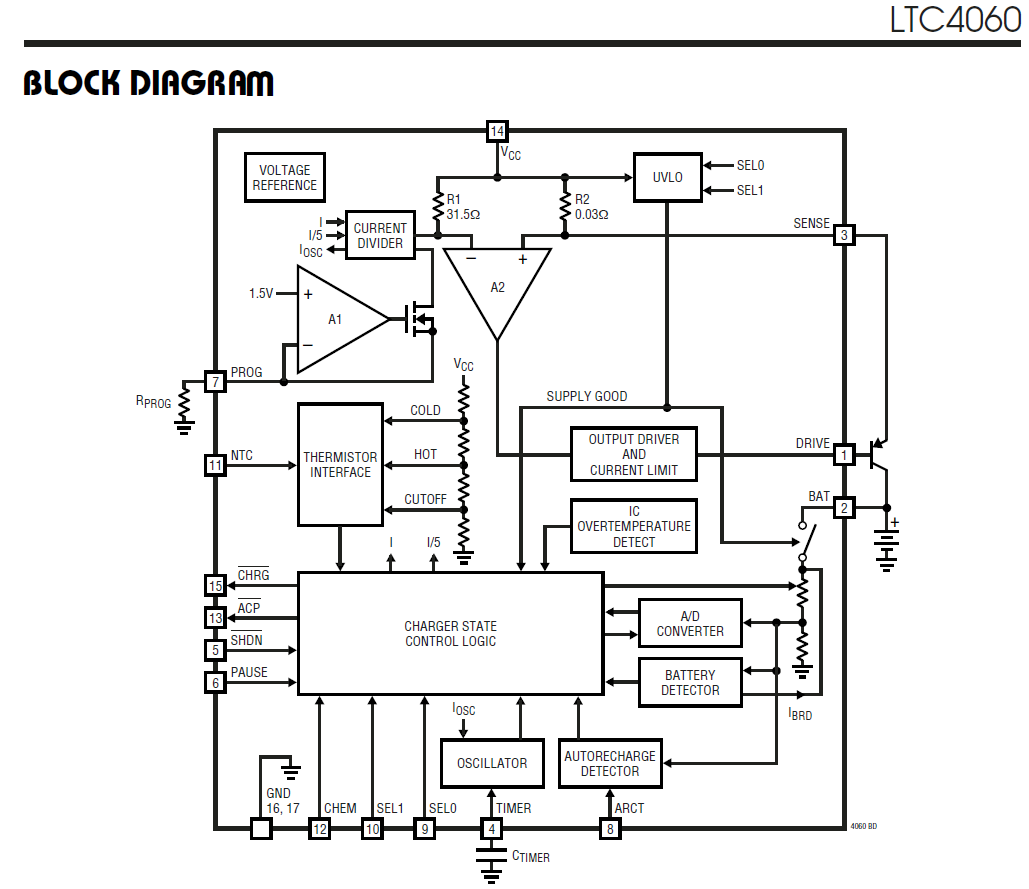 LTC4060
BLOCK DIAGRAM
14
VCC
VOLTAGE
REFERENCE
UVLO
SEL0
SEL1
R1
31.5Ω
R2
0.03Ω
I
I/5
IOSC
CURRENT
DIVIDER
SENSE
3
–
+
A2
1.5V
+
A1
–
7
PROG
RPROG
VCC
SUPPLY GOOD
COLD
HOT
CUTOFF
THERMISTOR
INTERFACE
11
NTC
OUTPUT DRIVER
AND
CURRENT LIMIT
DRIVE
1
BAT
2
+
IC
OVERTEMPERATURE
DETECT
I
I/5
15
CHRG
13
ACP
5
SHDN
6
PAUSE
CHARGER STATE
CONTROL LOGIC
A/D
CONVERTER
BATTERY
DETECTOR
IBRD
IOSC
OSCILLATOR
AUTORECHARGE
DETECTOR
GND
16, 17
CHEM
SEL1
SEL0
TIMER
ARCT
12
10
9
4
8
4060 BD
CTIMER